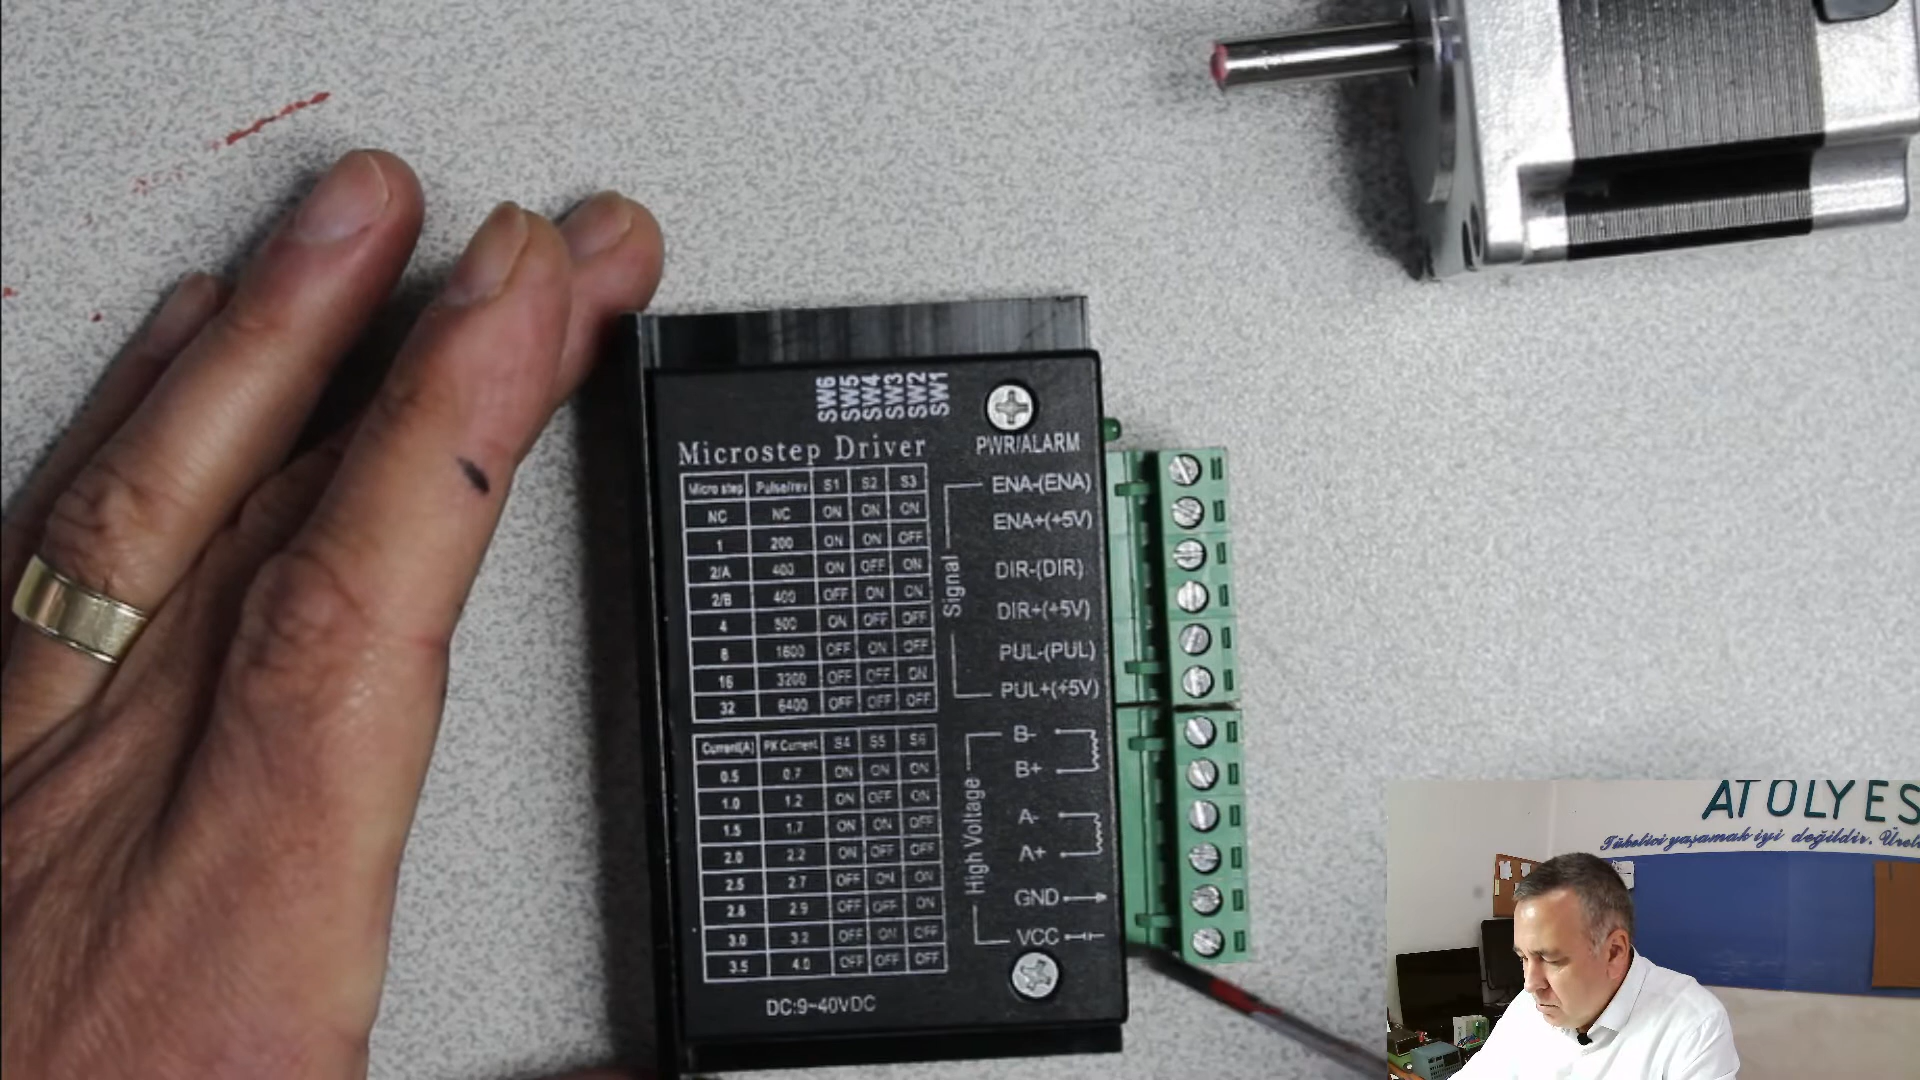 SW6
SW5
SW4
SW3
SW2
SW1
Microstep Driver
PWR/ALARM
Micro step Pulse/rev S1 S2 S3
NC NC ON ON ON
1 200 ON ON OFF
2/A 400 ON OFF ON
2/B 400 OFF ON ON
4 800 ON OFF OFF
8 1600 OFF ON OFF
16 3200 OFF OFF ON
32 6400 OFF OFF OFF
Signal
ENA-(ENA)
ENA+(+5V)
DIR-(DIR)
DIR+(+5V)
PUL-(PUL)
PUL+(+5V)
Current(A) PK Current S4 S5 S6
0.5 0.7 ON ON ON
1.0 1.2 ON OFF ON
1.5 1.7 ON ON OFF
2.0 2.2 ON OFF OFF
2.5 2.7 OFF ON ON
2.8 2.9 OFF OFF ON
3.0 3.2 OFF ON OFF
3.5 4.0 OFF OFF OFF
High Voltage
B-
B+
A-
A+
GND
VCC
DC:9~40VDC
ATOLYES
Tüketici yaşamak iyi değildir. Üreti